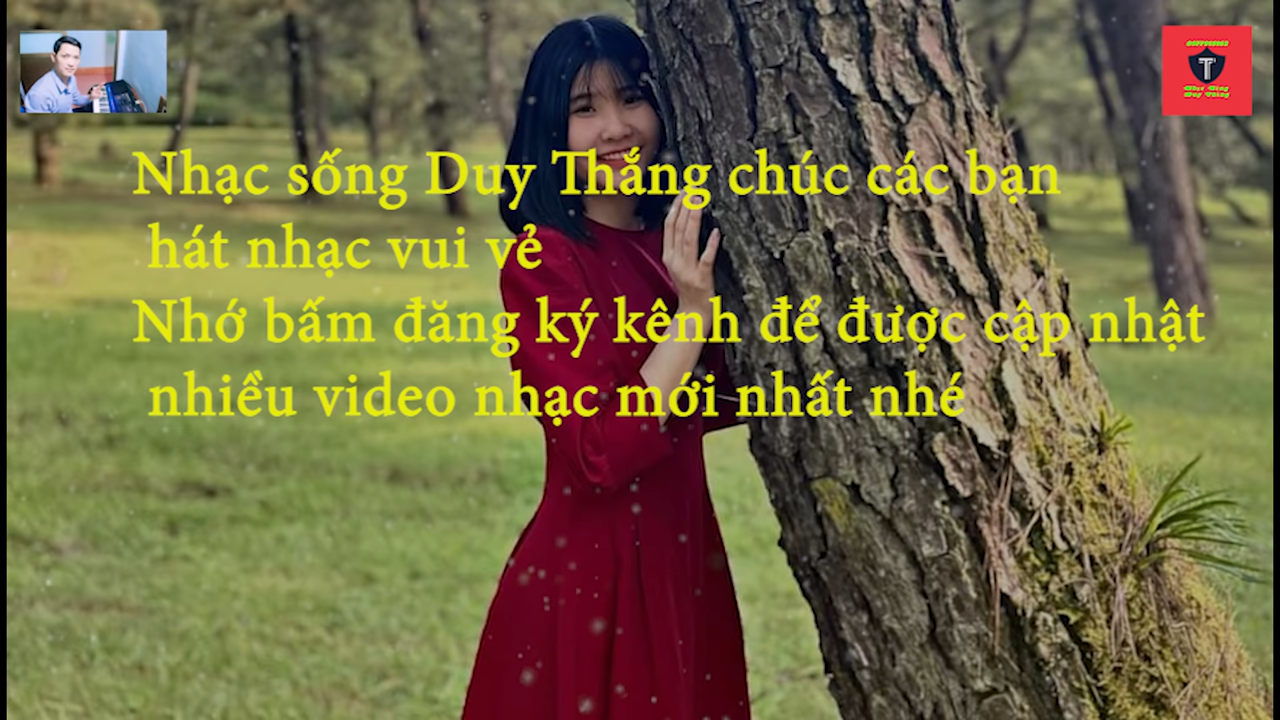 Nhạc sống Duy Thắng chúc các bạn
hát nhạc vui vẻ
Nhớ bấm đăng ký kênh để được cập nhật
nhiều video nhạc mới nhất nhé